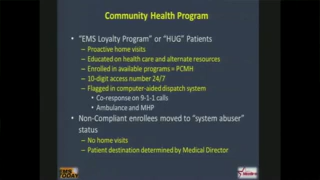 Community Health Program
• "EMS Loyalty Program" or "HUG" Patients
• Proactive home visits
• Educated on health care and alternate resources
• Enrolled in available programs = PCMH
• 10-digit access number 24/7
• Flagged in computer-aided dispatch system
• Co-response on 9-1-1 calls
• Ambulance and MHP
• Non-Compliant enrollees moved to "system abuser"
status
• No home visits
• Patient destination determined by Medical Director
EMS
TODAY